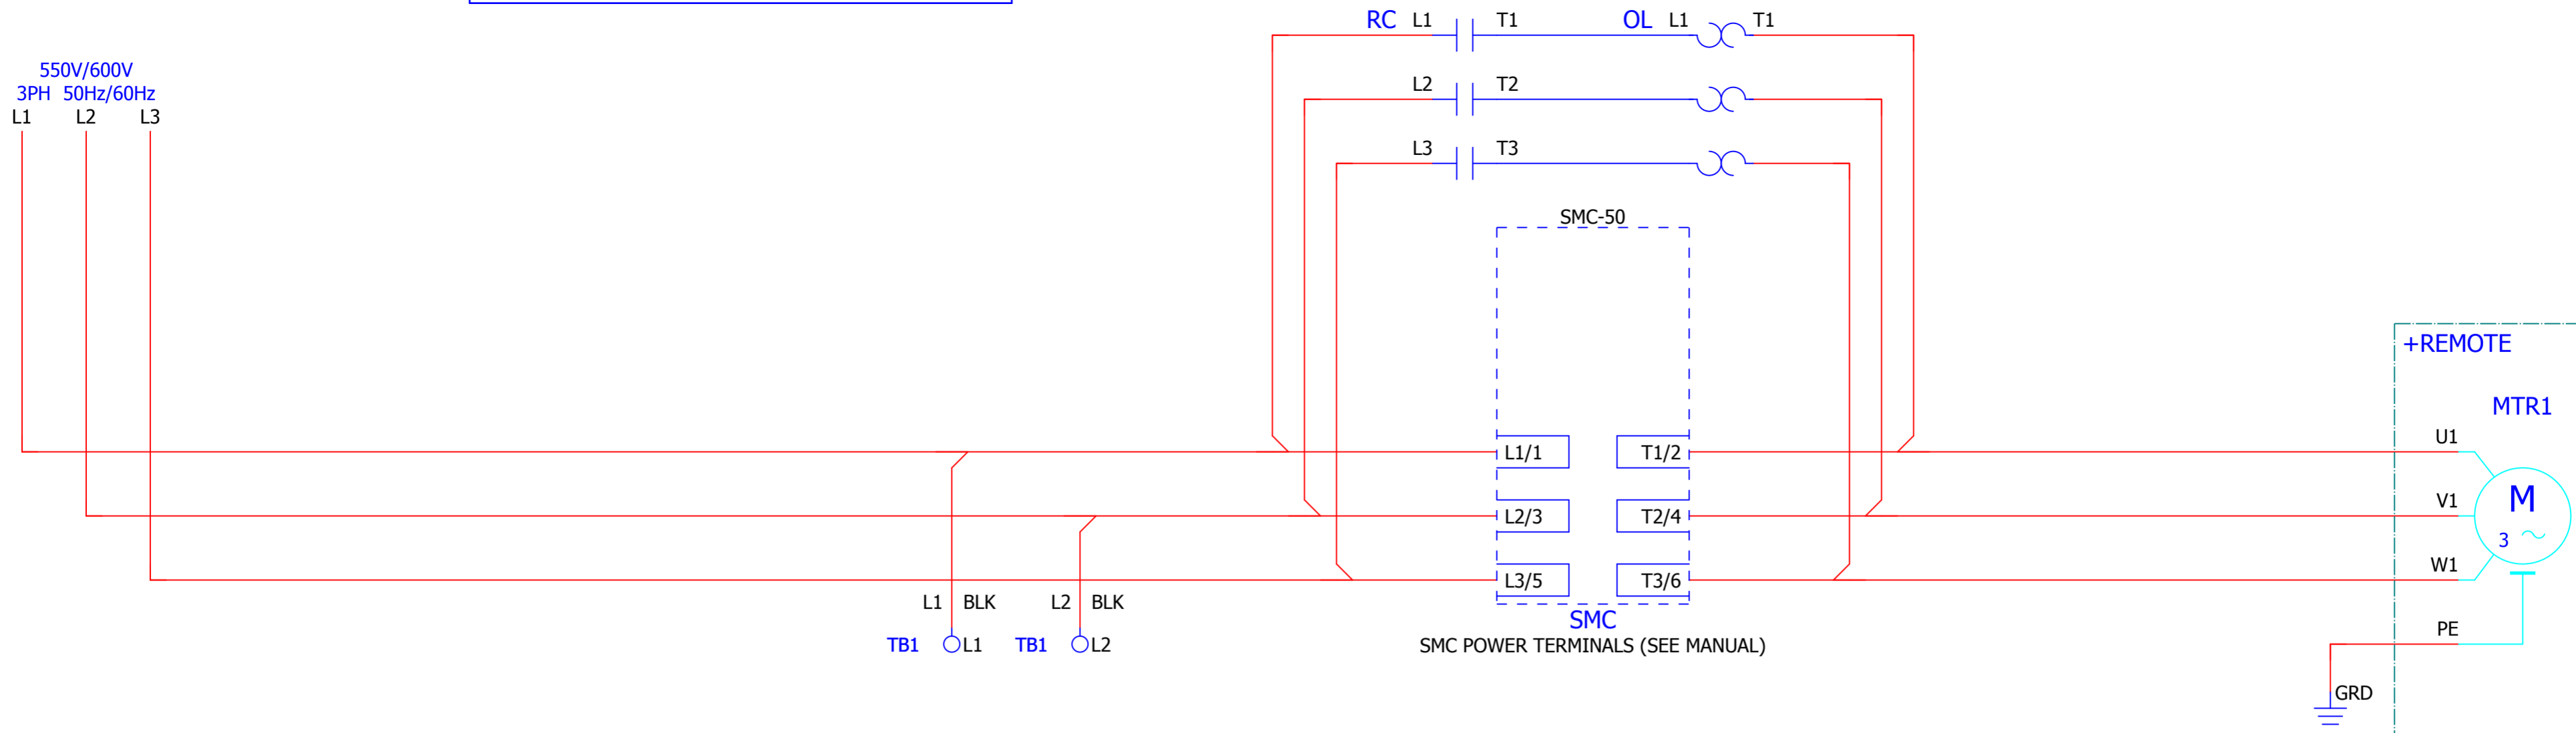 RC L1 T1 OL L1 T1
550V/600V
3PH 50Hz/60Hz
L1 L2 L3
L2 T2
L3 T3
SMC-50
+REMOTE
MTR1
L1/1 T1/2 U1
L2/3 T2/4 V1 M
3
L3/5 T3/6 W1
L1 BLK L2 BLK
SMC
TB1 L1 TB1 L2 SMC POWER TERMINALS (SEE MANUAL)
PE
GRD